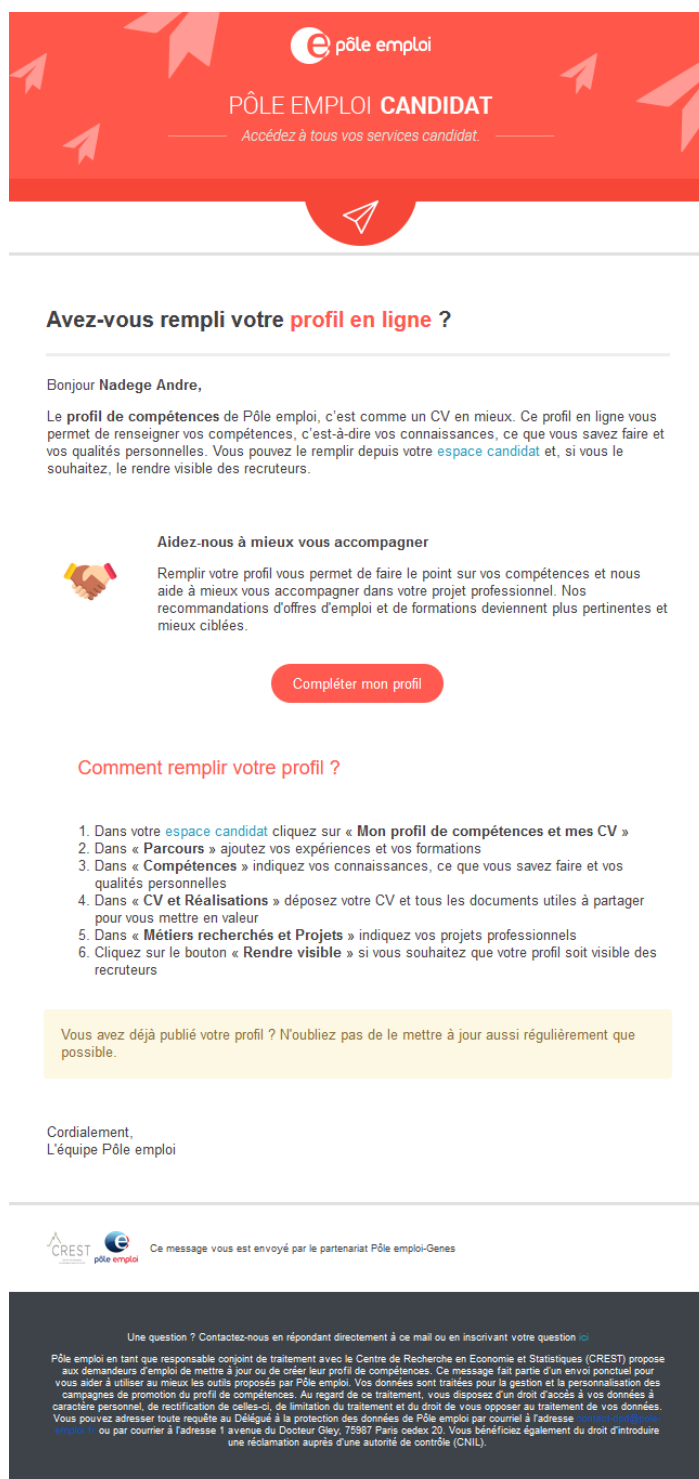 pôle emploi
PÔLE EMPLOI CANDIDAT
Accédez à tous vos services candidat.
Avez-vous rempli votre profil en ligne ?
Bonjour Nadege Andre,
Le profil de compétences de Pôle emploi, c'est comme un CV en mieux. Ce profil en ligne vous
permet de renseigner vos compétences, c'est-à-dire vos connaissances, ce que vous savez faire et
vos qualités personnelles. Vous pouvez le remplir depuis votre espace candidat et, si vous le
souhaitez, le rendre visible des recruteurs.
Aidez-nous à mieux vous accompagner
Remplir votre profil vous permet de faire le point sur vos compétences et nous
aide à mieux vous accompagner dans votre projet professionnel. Nos
recommandations d'offres d'emploi et de formations deviennent plus pertinentes et
mieux ciblées.
Compléter mon profil
Comment remplir votre profil ?
1. Dans votre espace candidat cliquez sur « Mon profil de compétences et mes CV »
2. Dans « Parcours » ajoutez vos expériences et vos formations
3. Dans « Compétences » indiquez vos connaissances, ce que vous savez faire et vos
qualités personnelles
4. Dans « CV et Réalisations » déposez votre CV et tous les documents utiles à partager
pour vous mettre en valeur
5. Dans « Métiers recherchés et Projets » indiquez vos projets professionnels
6. Cliquez sur le bouton « Rendre visible » si vous souhaitez que votre profil soit visible des
recruteurs
Vous avez déjà publié votre profil ? N'oubliez pas de le mettre à jour aussi régulièrement que
possible.
Cordialement,
L'équipe Pôle emploi
CREST
pôle emploi
Ce message vous est envoyé par le partenariat Pôle emploi-Genes
Une question ? Contactez-nous en répondant directement à ce mail ou en inscrivant votre question ici
Pôle emploi en tant que responsable conjoint de traitement avec le Centre de Recherche en Economie et Statistiques (CREST) propose
aux demandeurs d'emploi de mettre à jour ou de créer leur profil de compétences. Ce message fait partie d'un envoi ponctuel pour
vous aider à utiliser au mieux les outils proposés par Pôle emploi. Vos données sont traitées pour la gestion et la personnalisation des
campagnes de promotion du profil de compétences. Au regard de ce traitement, vous disposez d'un droit d'accès à vos données à
caractère personnel, de rectification de celles-ci, de limitation du traitement et du droit de vous opposer au traitement de vos données.
Vous pouvez adresser toute requête au Délégué à la protection des données de Pôle emploi par courriel à l'adresse
ou par courrier à l'adresse 1 avenue du Docteur Gley, 75987 Paris cedex 20. Vous bénéficiez également du droit d'introduire
une réclamation auprès d'une autorité de contrôle (CNIL).